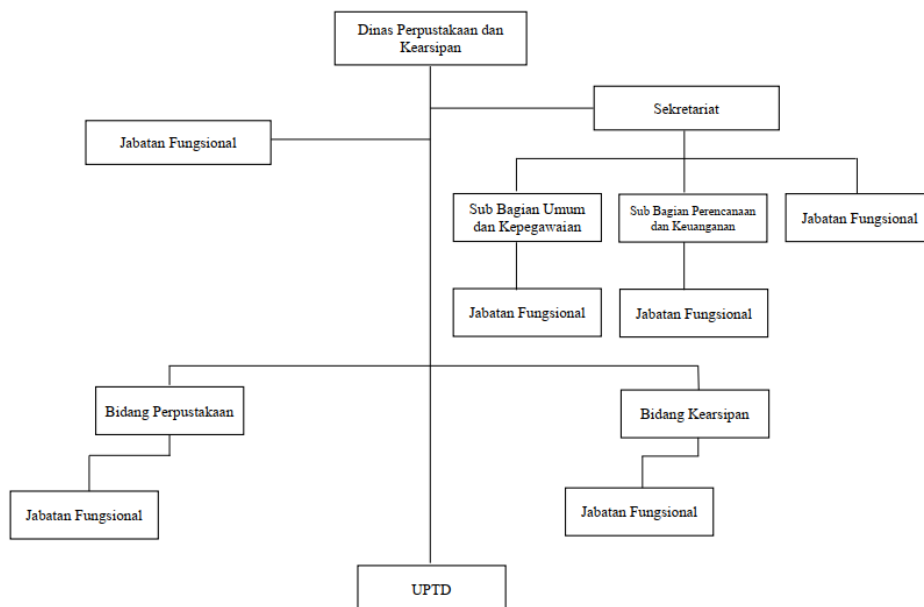 Dinas Perpustakaan dan
Kearsipan
Sekretariat
Jabatan Fungsional
Sub Bagian Umum
dan Kepegawaian
Sub Bagian Perencanaan
dan Keuanganan
Jabatan Fungsional
Jabatan Fungsional
Jabatan Fungsional
Bidang Perpustakaan
Bidang Kearsipan
Jabatan Fungsional
Jabatan Fungsional
UPTD